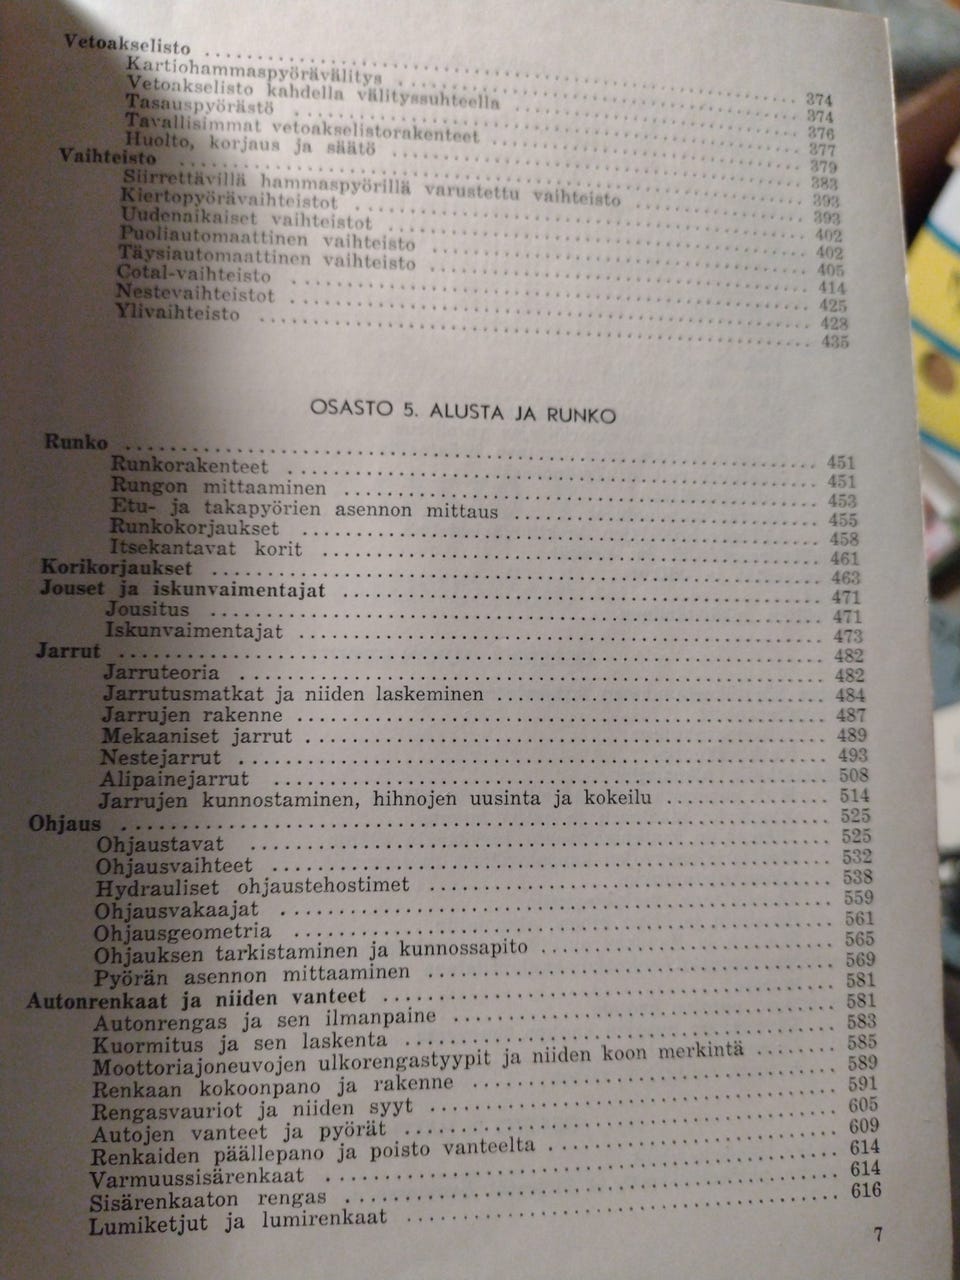 Vetoakselisto ........ 374
Kartiohammaspyörävälitys ........ 374
Vetoakselisto kahdella välityssuhteella ........ 376
Tasauspyörästö ........ 377
Tavallisimmat vetoakselistorakenteet ........ 379
Huolto, korjaus ja säätö ........ 383
Vaihteisto ........ 393
Siirrettävillä hammaspyörillä varustettu vaihteisto ........ 393
Kiertopyörävaihteistot ........ 402
Uudenaikaiset vaihteistot ........ 402
Puoliautomaattinen vaihteisto ........ 405
Täysiautomaattinen vaihteisto ........ 414
Cotal-vaihteisto ........ 425
Nestevaihteistot ........ 428
Ylivaihteisto ........ 435
OSASTO 5. ALUSTA JA RUNKO
Runko ........ 451
Runkorakenteet ........ 451
Rungon mittaaminen ........ 453
Etu- ja takapyörien asennon mittaus ........ 455
Runkokorjaukset ........ 458
Itsekantavat korit ........ 461
Korikorjaukset ........ 463
Jouset ja iskunvaimentajat ........ 471
Jousitus ........ 471
Iskunvaimentajat ........ 473
Jarrut ........ 482
Jarruteoria ........ 482
Jarrutusmatkat ja niiden laskeminen ........ 484
Jarrujen rakenne ........ 487
Mekaaniset jarrut ........ 489
Nestejarrut ........ 493
Alipainejarrut ........ 508
Jarrujen kunnostaminen, hihnojen uusinta ja kokeilu ........ 514
Ohjaus ........ 525
Ohjaustavat ........ 525
Ohjausvaihteet ........ 532
Hydrauliset ohjaustehostimet ........ 538
Ohjausvakaajat ........ 559
Ohjausgeometria ........ 561
Ohjauksen tarkistaminen ja kunnossapito ........ 565
Pyörän asennon mittaaminen ........ 569
Autonrenkaat ja niiden vanteet ........ 581
Autonrengas ja sen ilmanpaine ........ 581
Kuormitus ja sen laskenta ........ 583
Moottoriajoneuvojen ulkorengastyypit ja niiden koon merkintä ........ 585
Renkaan kokoonpano ja rakenne ........ 589
Rengasvauriot ja niiden syyt ........ 591
Autojen vanteet ja pyörät ........ 605
Renkaiden päällepano ja poisto vanteelta ........ 609
Varmuussisärenkaat ........ 614
Sisärenkaaton rengas ........ 614
Lumiketjut ja lumirenkaat ........ 616
7